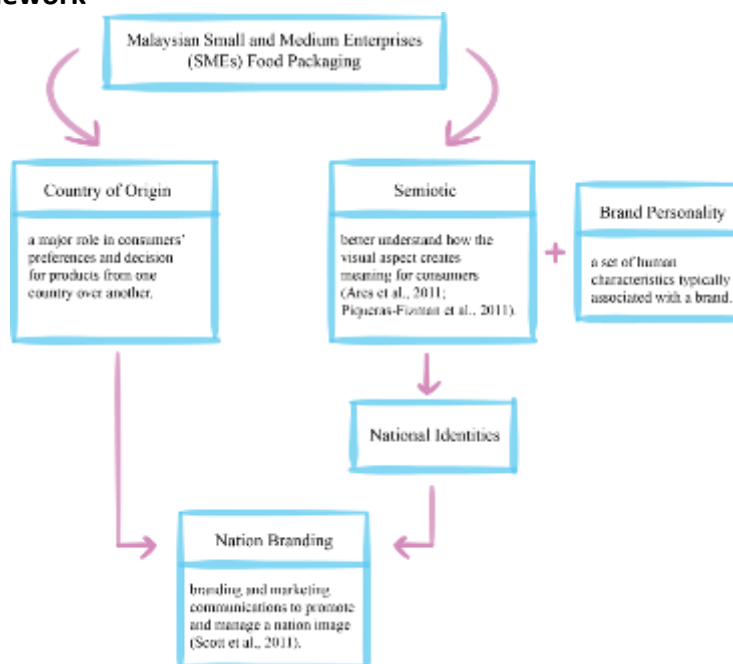 ework
Malaysian Small and Medium Enterprises
(SMEs) Food Packaging
Country of Origin
a major role in consumers'
preferences and decision
for products from one
country over another.
Semiotic
better understand how the
visual aspect creates
meaning for consumers
(Ares et al., 2011;
Piqueras-Fizman et al., 2011).
+
Brand Personality
a set of human
characteristics typically
associated with a brand.
National Identities
Nation Branding
branding and marketing
communications to promote
and manage a nation image
(Scott et al., 2011).